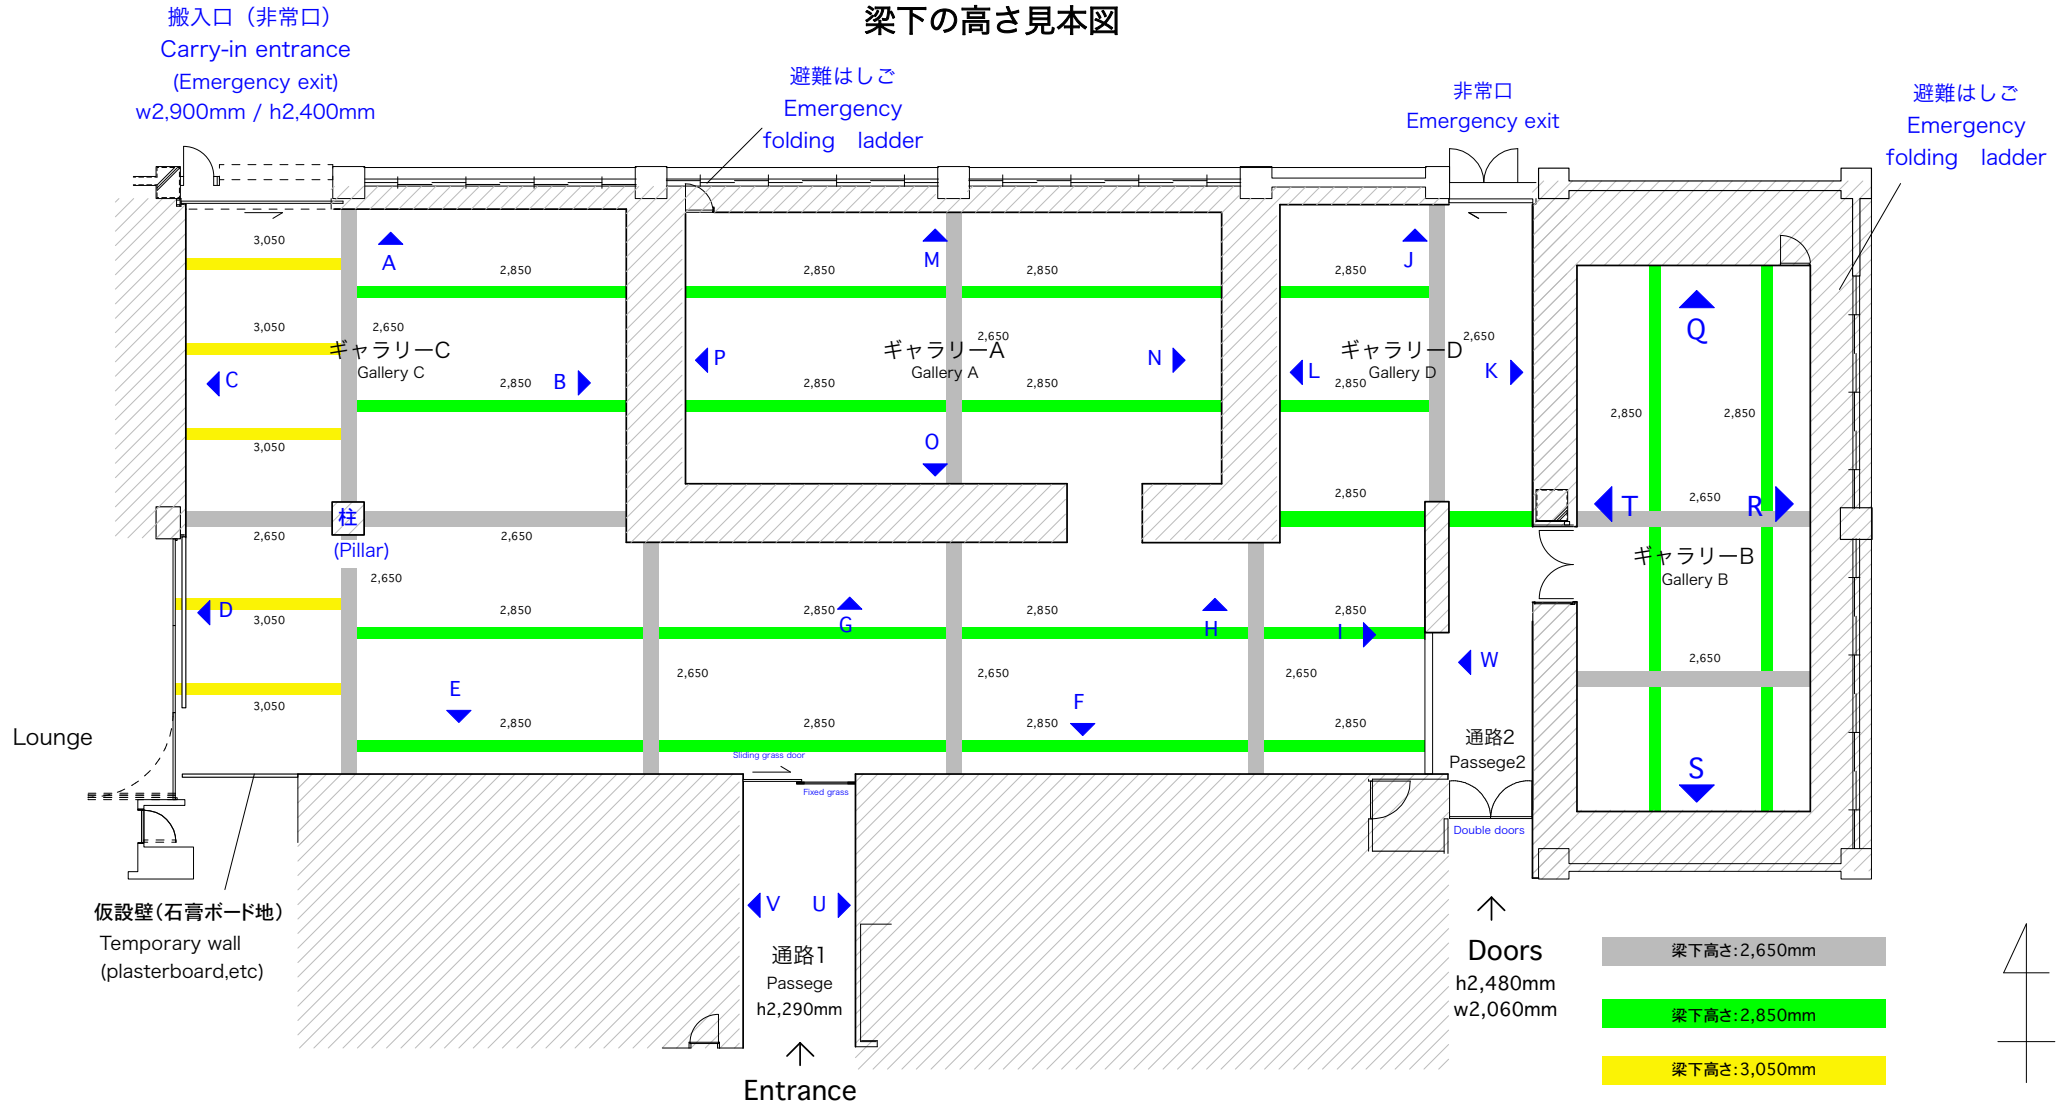 梁下の高さ見本図
搬入口（非常口）
Carry-in entrance
(Emergency exit)
w2,900mm / h2,400mm
避難はしご
Emergency
folding ladder
非常口
Emergency exit
避難はしご
Emergency
folding ladder
3,050
A
2,850
2,850
M
2,850
J
2,850
3,050
2,650
ギャラリーC
Gallery C
P
2,650
ギャラリーA
Gallery A
N
2,650
ギャラリーD
Gallery D
L
K
Q
C
2,850
B
2,850
2,850
2,850
2,850
2,850
3,050
O
2,850
2,650
T
R
柱
(Pillar)
2,650
2,650
2,650
ギャラリーB
Gallery B
D
3,050
2,850
2,850
G
2,850
H
2,850
I
2,650
2,650
2,650
W
2,650
E
F
3,050
2,850
2,850
2,850
2,850
Lounge
Sliding grass door
Fixed grass
通路2
Passege2
S
Double doors
仮設壁（石膏ボード地）
Temporary wall
(plasterboard,etc)
V
U
通路1
Passege
h2,290mm
Entrance
Doors
h2,480mm
w2,060mm
梁下高さ:2,650mm
梁下高さ:2,850mm
梁下高さ:3,050mm